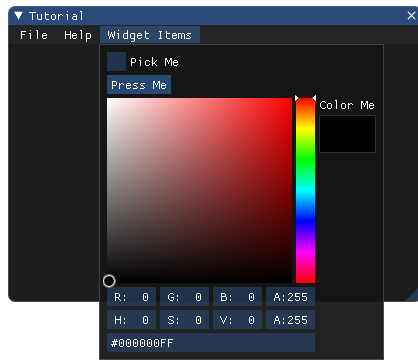 Tutorial
File Help Widget Items
Pick Me
Press Me
Color Me
R: 0 G: 0 B: 0 A:255
H: 0 S: 0 V: 0 A:255
#000000FF